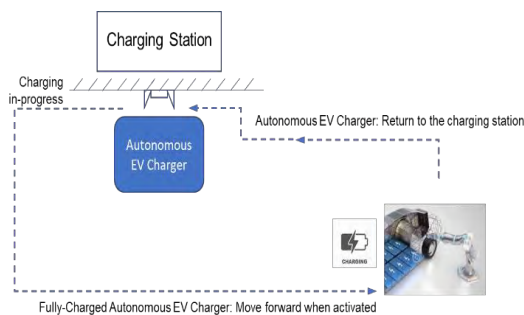 Charging Station
Charging
in-progress
Autonomous EV Charger: Return to the charging station
Autonomous
EV Charger
CHARGING
Fully-Charged Autonomous EV Charger: Move forward when activated